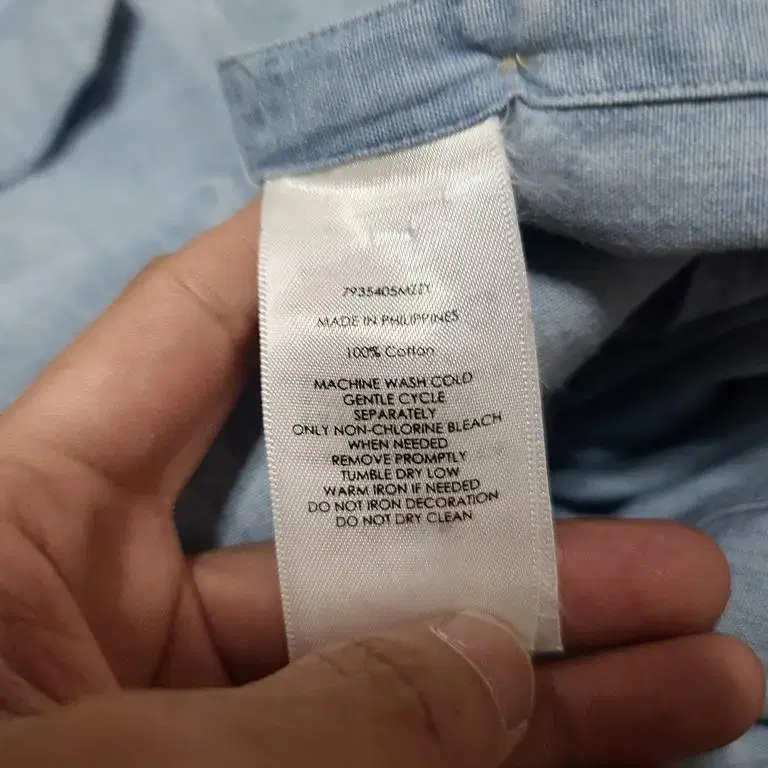 MADE IN PHILIPPINES
100% Cotton
MACHINE WASH COLD
GENTLE CYCLE
SEPARATELY
ONLY NON-CHLORINE BLEACH
WHEN NEEDED
REMOVE PROMPTLY
TUMBLE DRY LOW
WARM IRON IF NEEDED
DO NOT IRON DECORATION
DO NOT DRY CLEAN